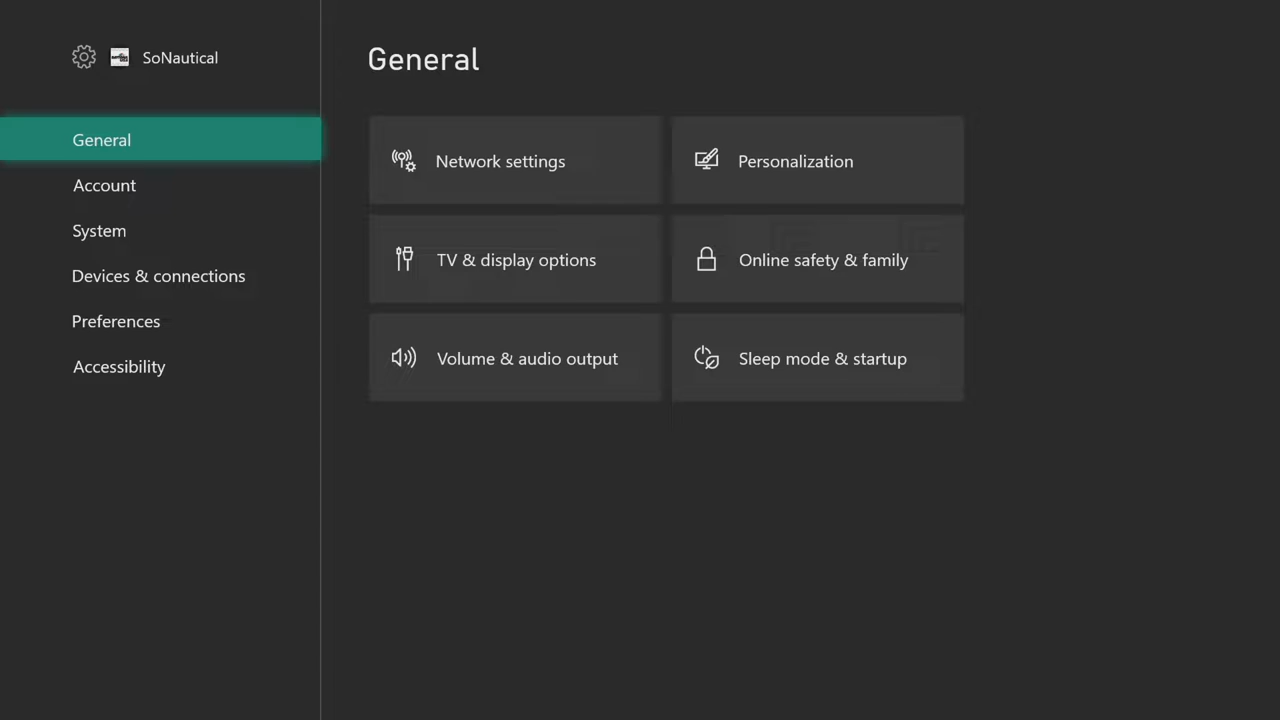 SoNautical
General
Account
System
Devices & connections
Preferences
Accessibility
General
Network settings
Personalization
TV & display options
Online safety & family
Volume & audio output
Sleep mode & startup